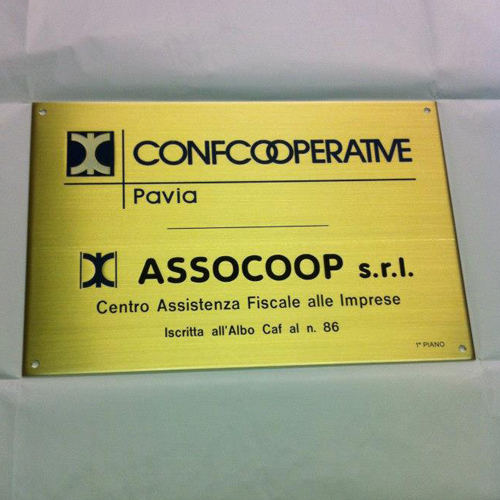 CONFCOOPERATIVE
Pavia
ASSOCOOP s.r.l.
Centro Assistenza Fiscale alle Imprese
Iscritta all'Albo Caf al n. 86
1° PIANO